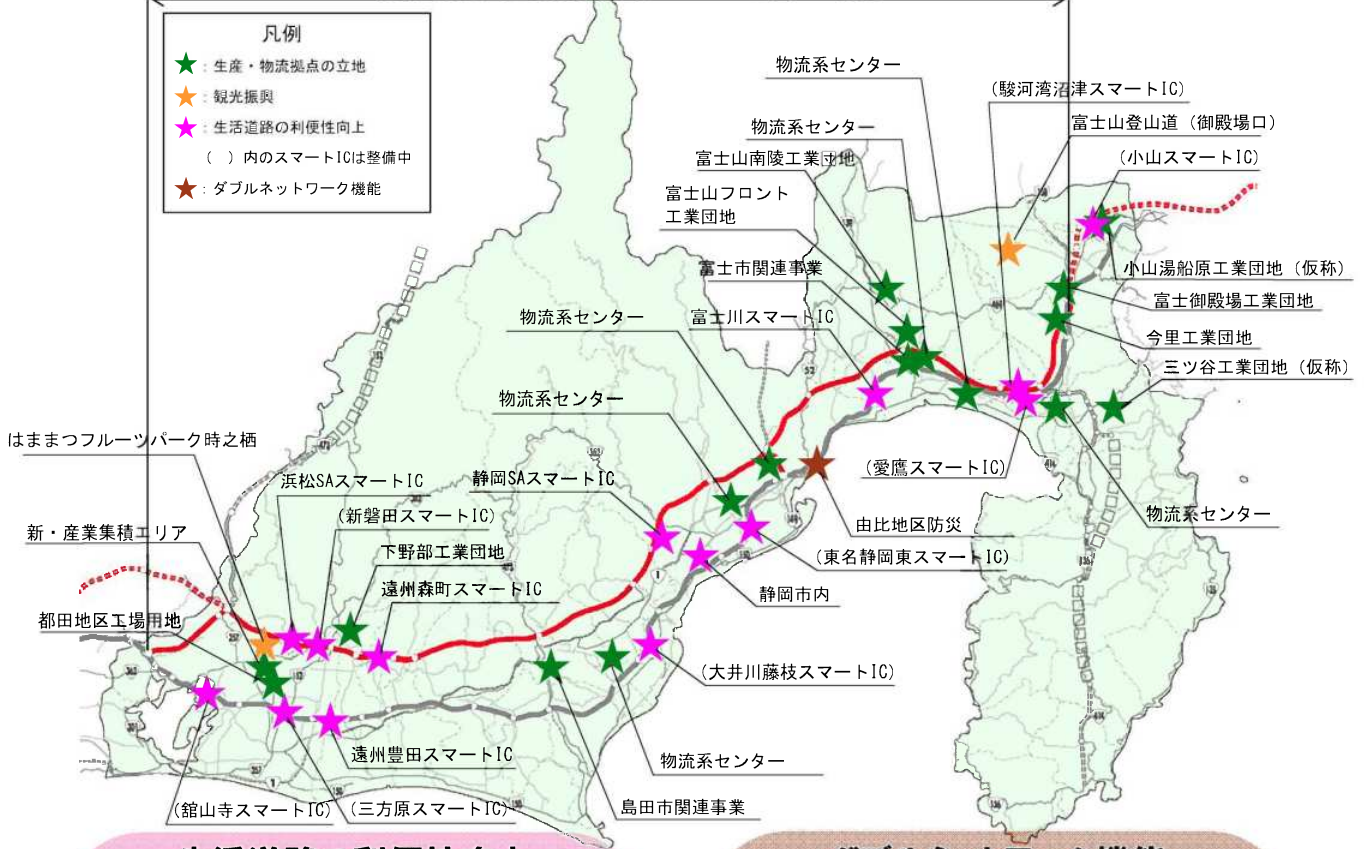 凡例
：生産・物流拠点の立地
：観光振興
：生活道路の利便性向上
（　）内のスマートICは整備中
：ダブルネットワーク機能
物流系センター
（駿河湾沼津スマートIC）
富士山登山道（御殿場口）
物流系センター
（小山スマートIC）
富士山南陵工業団地
富士山フロント
工業団地
富士市関連事業
小山湯船原工業団地（仮称）
富士御殿場工業団地
物流系センター
富士川スマートIC
今里工業団地
三ツ谷工業団地（仮称）
物流系センター
はままつフルーツパーク時之栖
浜松SAスマートIC
静岡SAスマートIC
（愛鷹スマートIC）
（新磐田スマートIC）
物流系センター
由比地区防災
新・産業集積エリア
下野部工業団地
（東名静岡東スマートIC）
遠州森町スマートIC
静岡市内
都田地区工場用地
（大井川藤枝スマートIC）
遠州豊田スマートIC
物流系センター
（舘山寺スマートIC）
（三方原スマートIC）
島田市関連事業